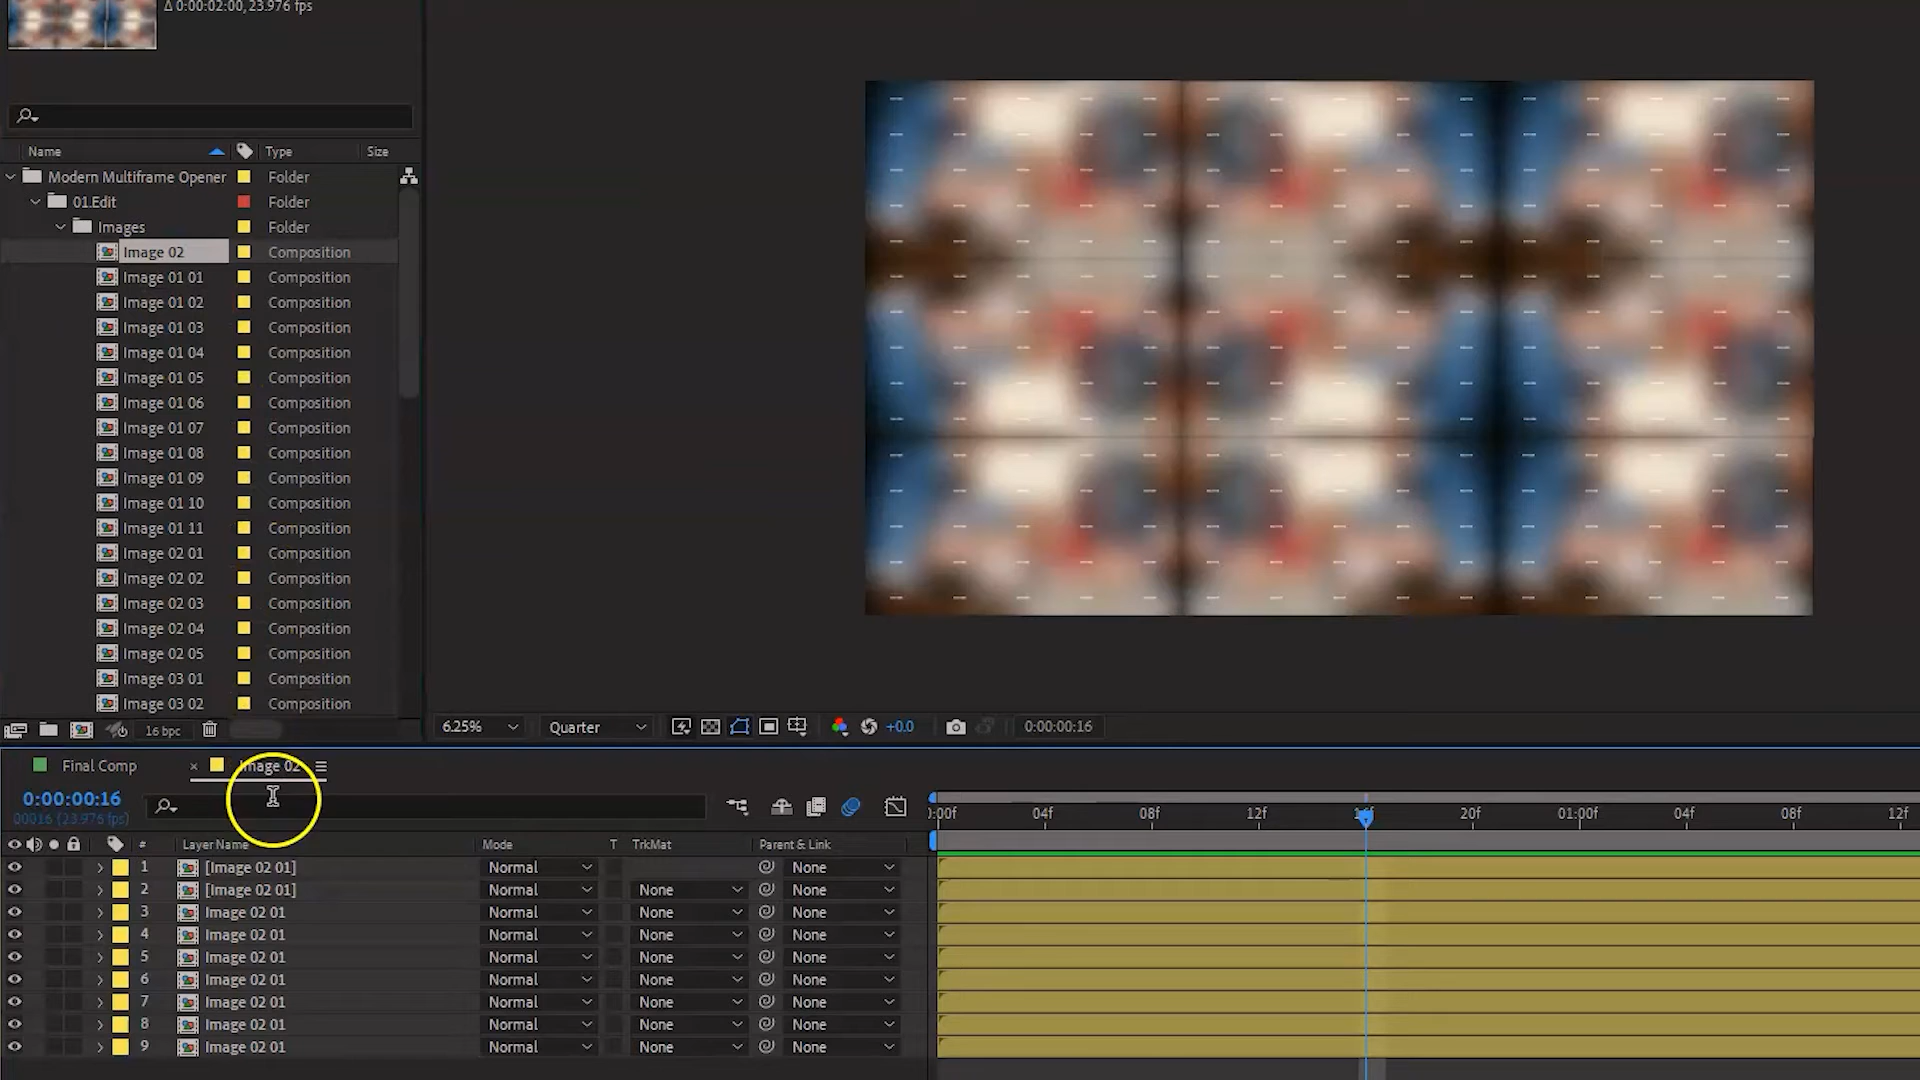 Δ 0:00:02:00, 23.976 fps
Name Type Size
Modern Multiframe Opener Folder
01.Edit Folder
Images Folder
Image 02 Composition
Image 01 01 Composition
Image 01 02 Composition
Image 01 03 Composition
Image 01 04 Composition
Image 01 05 Composition
Image 01 06 Composition
Image 01 07 Composition
Image 01 08 Composition
Image 01 09 Composition
Image 01 10 Composition
Image 01 11 Composition
Image 02 01 Composition
Image 02 02 Composition
Image 02 03 Composition
Image 02 04 Composition
Image 02 05 Composition
Image 03 01 Composition
Image 03 02 Composition
16 bpc
6.25% Quarter +0.0 0:00:00:16
Final Comp × Image 02
0:00:00:16
00016 (23.976 fps)
:00f 04f 08f 12f 16f 20f 01:00f 04f 08f 12f
# Layer Name Mode T TrkMat Parent & Link
1 [Image 02 01] Normal None
2 [Image 02 01] Normal None None
3 Image 02 01 Normal None None
4 Image 02 01 Normal None None
5 Image 02 01 Normal None None
6 Image 02 01 Normal None None
7 Image 02 01 Normal None None
8 Image 02 01 Normal None None
9 Image 02 01 Normal None None